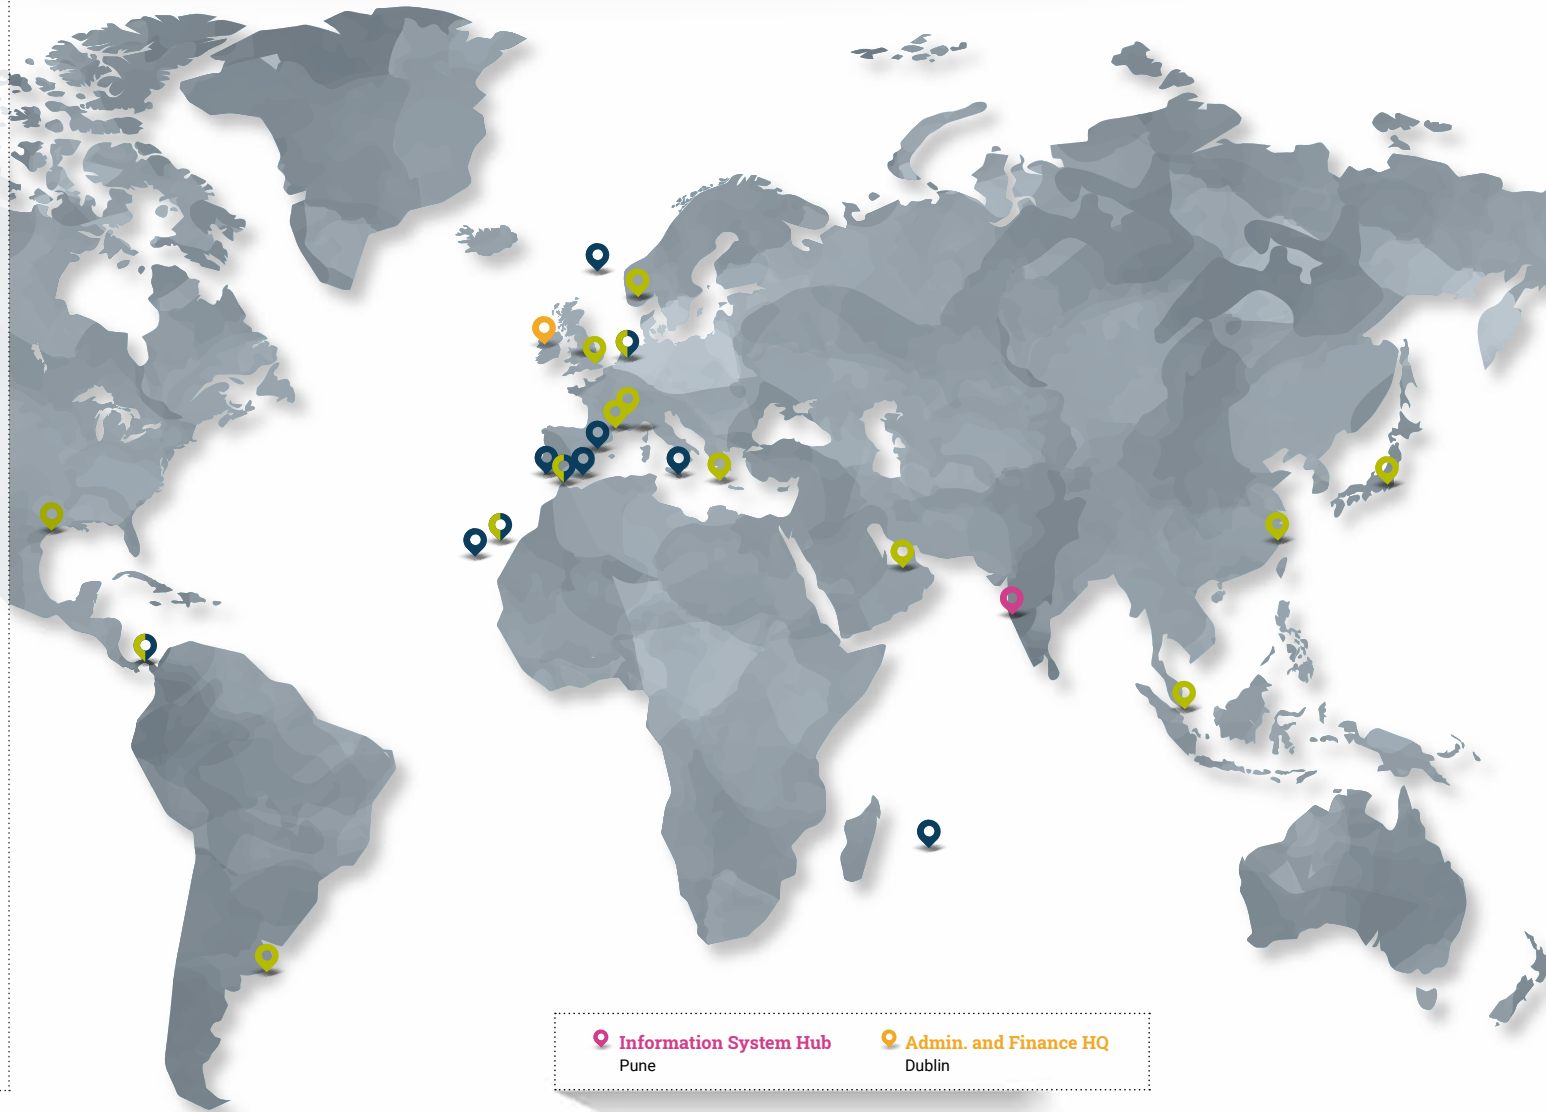 Information System Hub
Pune
Admin. and Finance HQ
Dublin